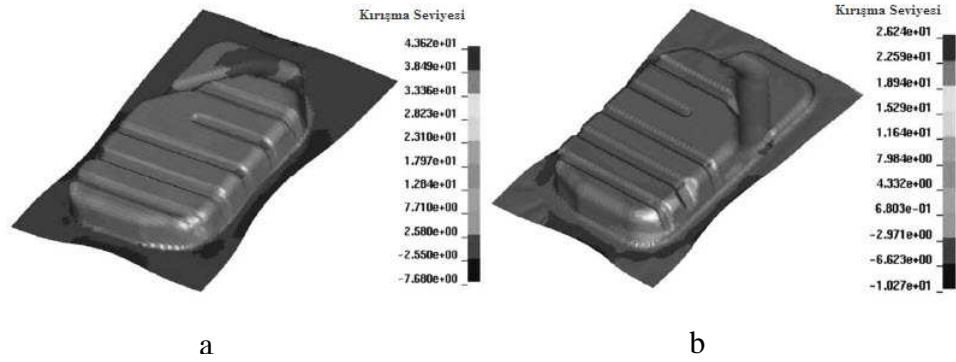 Kırışma Seviyesi
4.362e+01
3.849e+01
3.336e+01
2.823e+01
2.310e+01
1.797e+01
1.284e+01
7.710e+00
2.580e+00
-2.550e+00
-7.680e+00
a
Kırışma Seviyesi
2.624e+01
2.259e+01
1.894e+01
1.529e+01
1.164e+01
7.984e+00
4.332e+00
6.803e-01
-2.971e+00
-6.623e+00
-1.027e+01
b